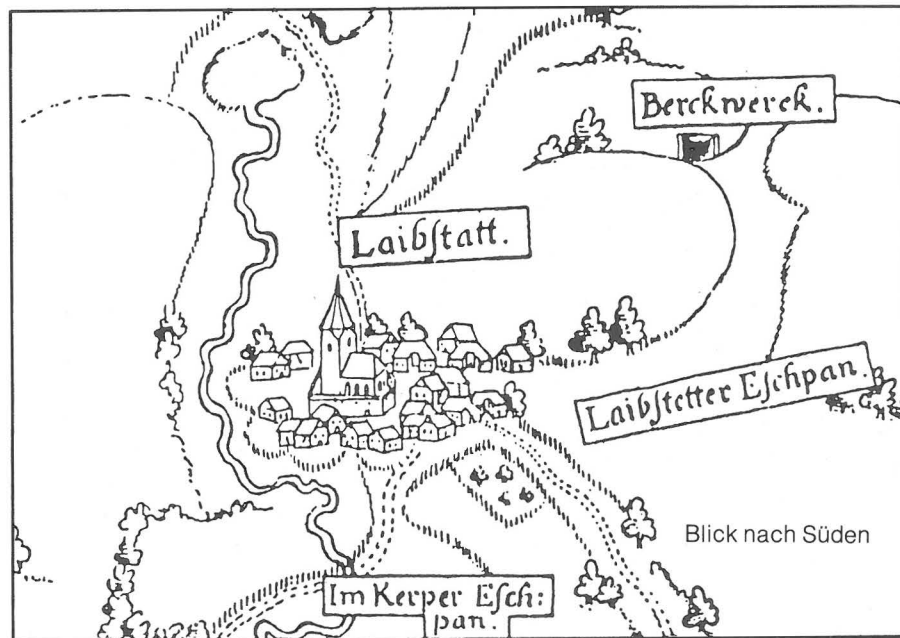 Berckwerck.
Laibſtatt.
Laibſtetter Eſchpan.
Blick nach Süden
Im Kerper Eſch:
pan.